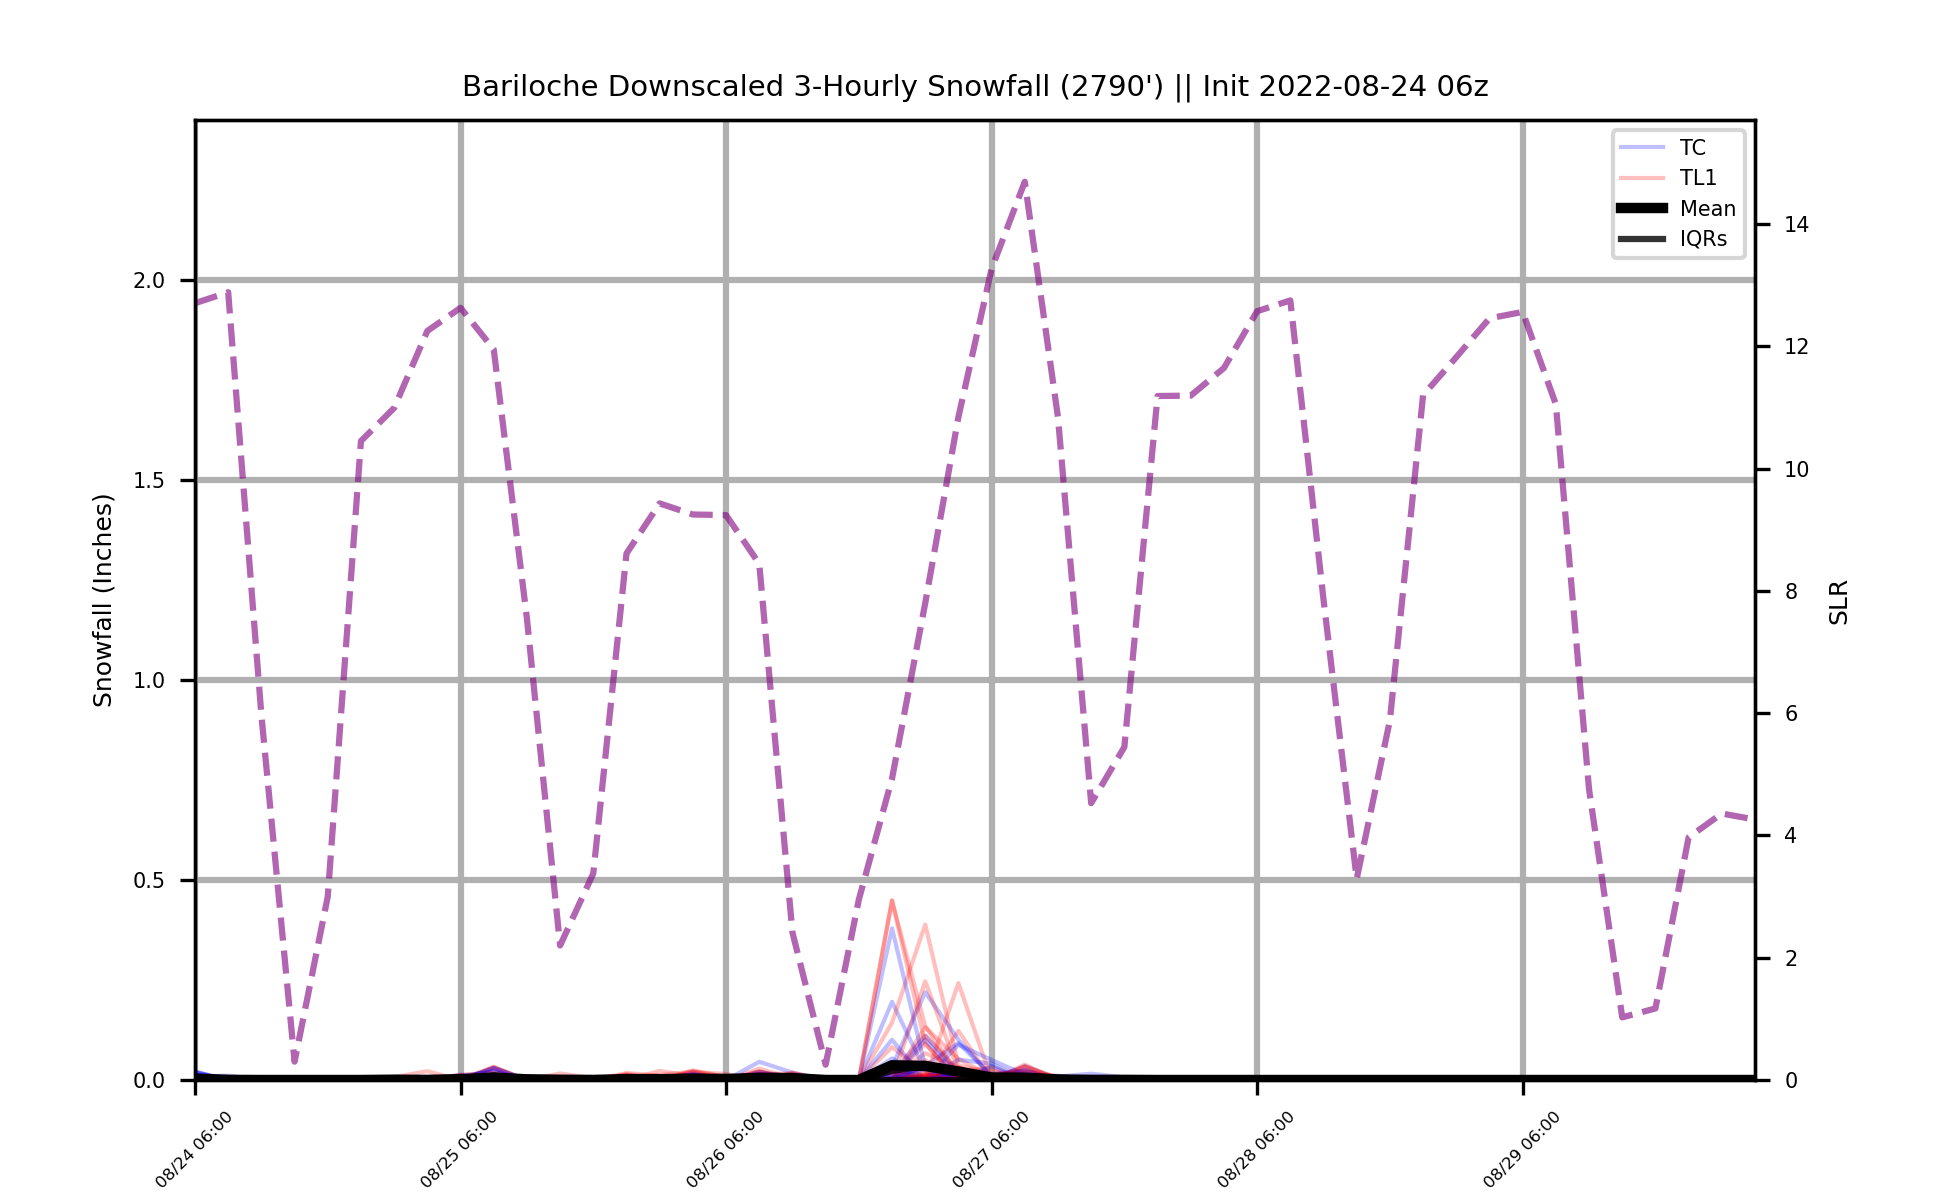 Bariloche Downscaled 3-Hourly Snowfall (2790') || Init 2022-08-24 06z
TC
TL1
Mean
IQRs
Snowfall (Inches)
2.0
1.5
1.0
0.5
0.0
14
12
10
8
6
4
2
0
SLR
08/24 06:00
08/25 06:00
08/26 06:00
08/27 06:00
08/28 06:00
08/29 06:00